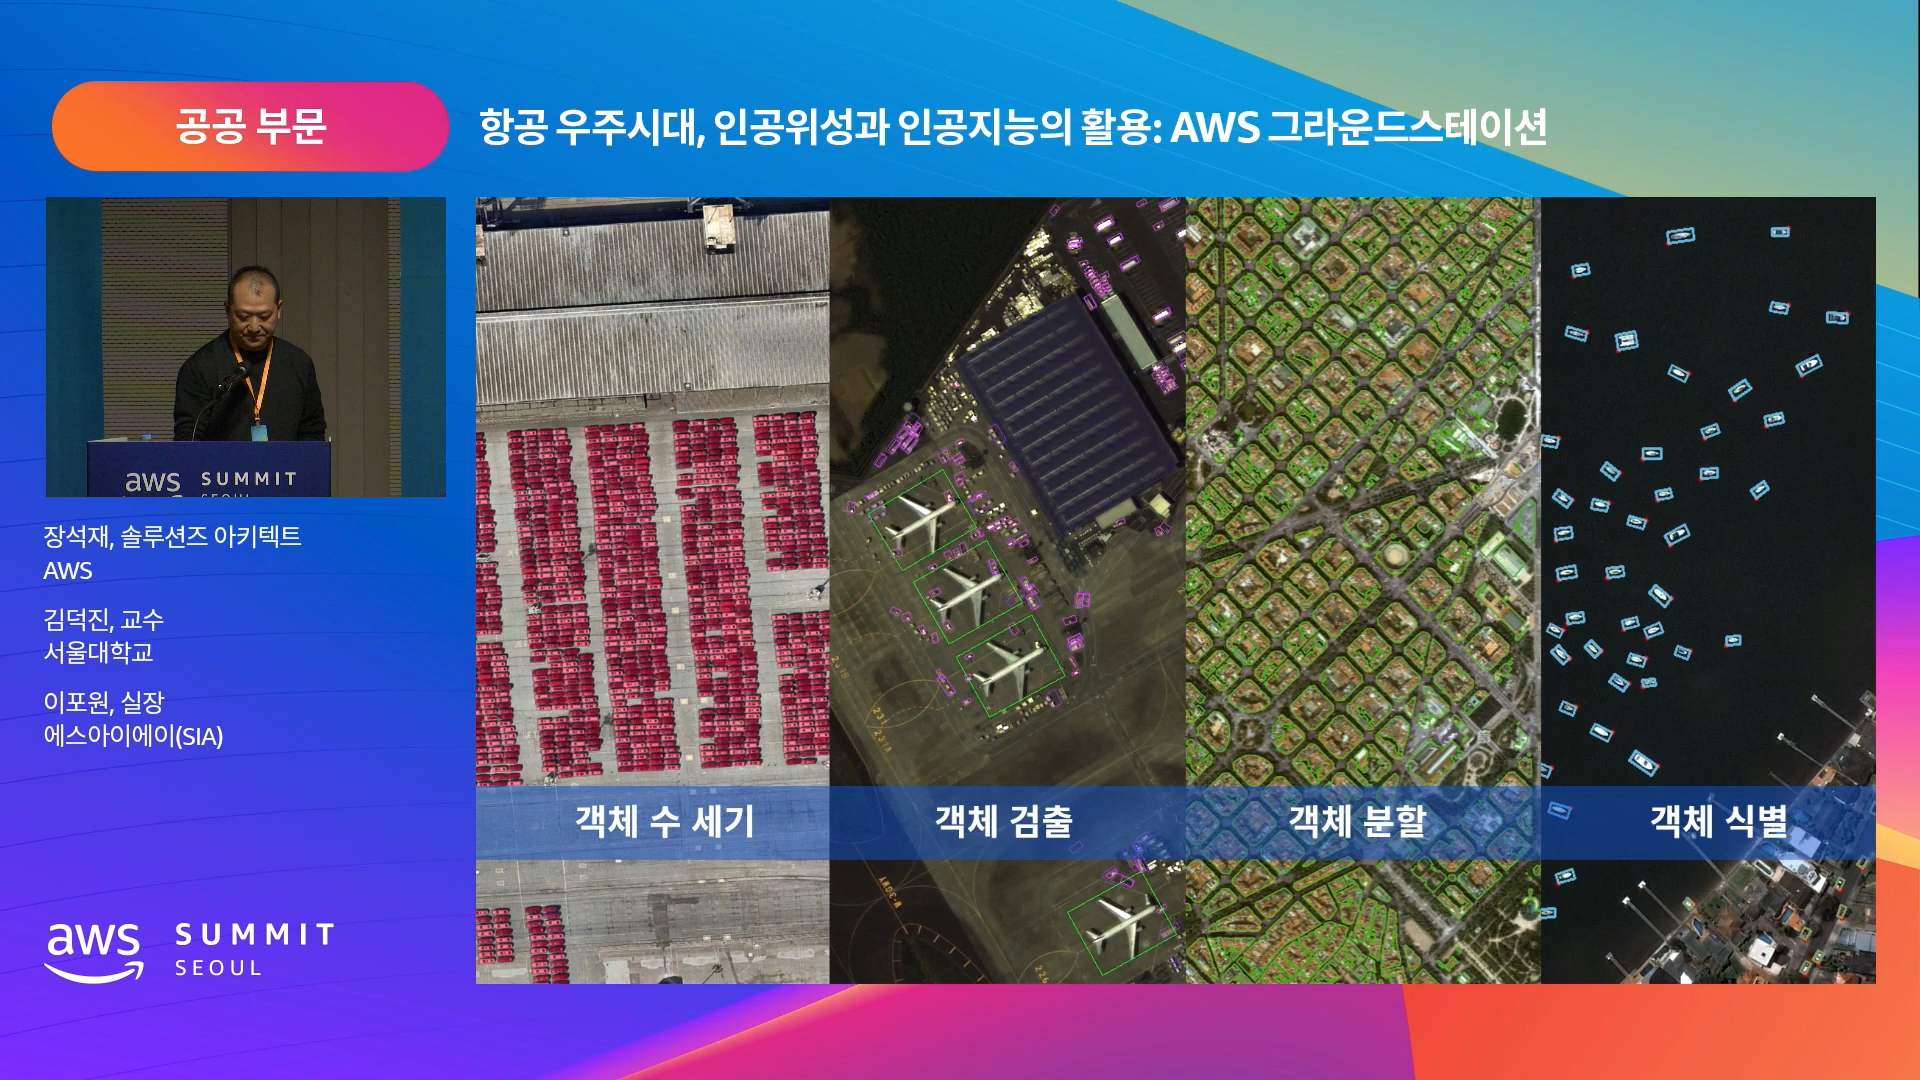 공공 부문
항공 우주시대, 인공위성과 인공지능의 활용: AWS 그라운드스테이션
aws SUMMIT
SEOUL
장석재, 솔루션즈 아키텍트
AWS
김덕진, 교수
서울대학교
이포원, 실장
에스아이에이(SIA)
객체 수 세기
객체 검출
객체 분할
객체 식별
231
231A
226
aws SUMMIT
SEOUL